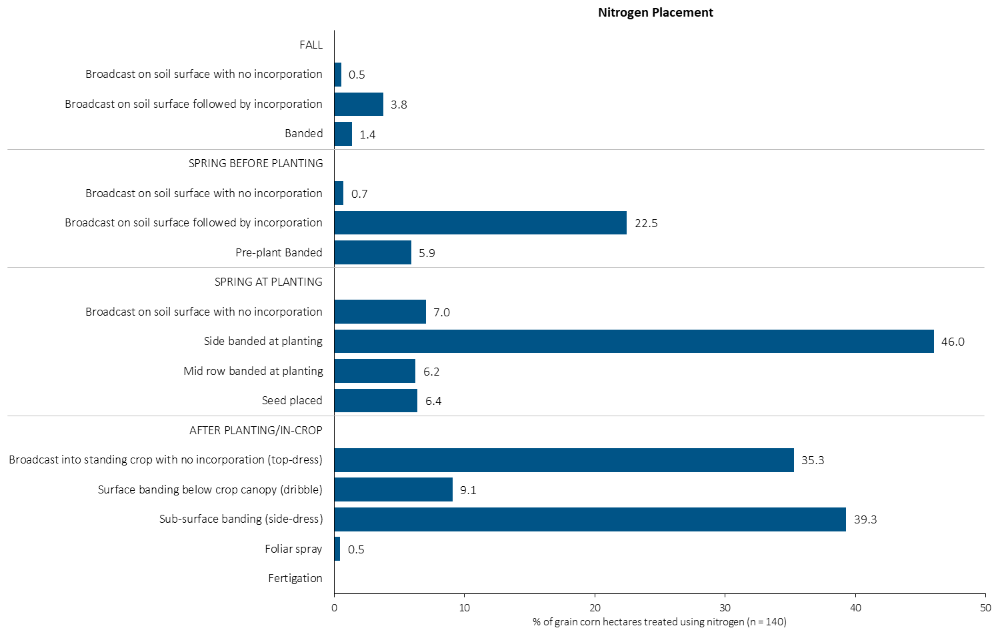 Nitrogen Placement
FALL
Broadcast on soil surface with no incorporation 0.5
Broadcast on soil surface followed by incorporation 3.8
Banded 1.4
SPRING BEFORE PLANTING
Broadcast on soil surface with no incorporation 0.7
Broadcast on soil surface followed by incorporation 22.5
Pre-plant Banded 5.9
SPRING AT PLANTING
Broadcast on soil surface with no incorporation 7.0
Side banded at planting 46.0
Mid row banded at planting 6.2
Seed placed 6.4
AFTER PLANTING/IN-CROP
Broadcast into standing crop with no incorporation (top-dress) 35.3
Surface banding below crop canopy (dribble) 9.1
Sub-surface banding (side-dress) 39.3
Foliar spray 0.5
Fertigation
0 10 20 30 40 50
% of grain corn hectares treated using nitrogen (n = 140)